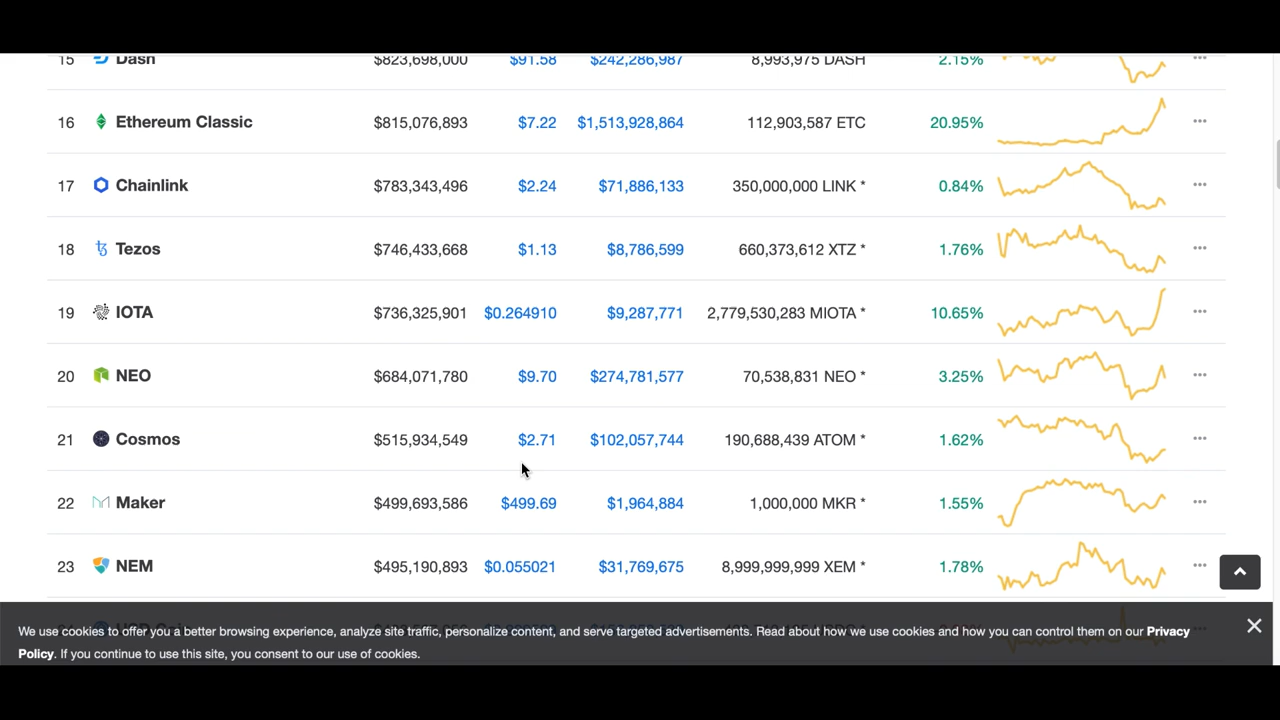 15 Dash $823,698,000 $91.58 $242,286,987 8,993,975 DASH 2.15%
16 Ethereum Classic $815,076,893 $7.22 $1,513,928,864 112,903,587 ETC 20.95%
17 Chainlink $783,343,496 $2.24 $71,886,133 350,000,000 LINK * 0.84%
18 Tezos $746,433,668 $1.13 $8,786,599 660,373,612 XTZ * 1.76%
19 IOTA $736,325,901 $0.264910 $9,287,771 2,779,530,283 MIOTA * 10.65%
20 NEO $684,071,780 $9.70 $274,781,577 70,538,831 NEO * 3.25%
21 Cosmos $515,934,549 $2.71 $102,057,744 190,688,439 ATOM * 1.62%
22 Maker $499,693,586 $499.69 $1,964,884 1,000,000 MKR * 1.55%
23 NEM $495,190,893 $0.055021 $31,769,675 8,999,999,999 XEM * 1.78%
We use cookies to offer you a better browsing experience, analyze site traffic, personalize content, and serve targeted advertisements. Read about how we use cookies and how you can control them on our Privacy
Policy. If you continue to use this site, you consent to our use of cookies.